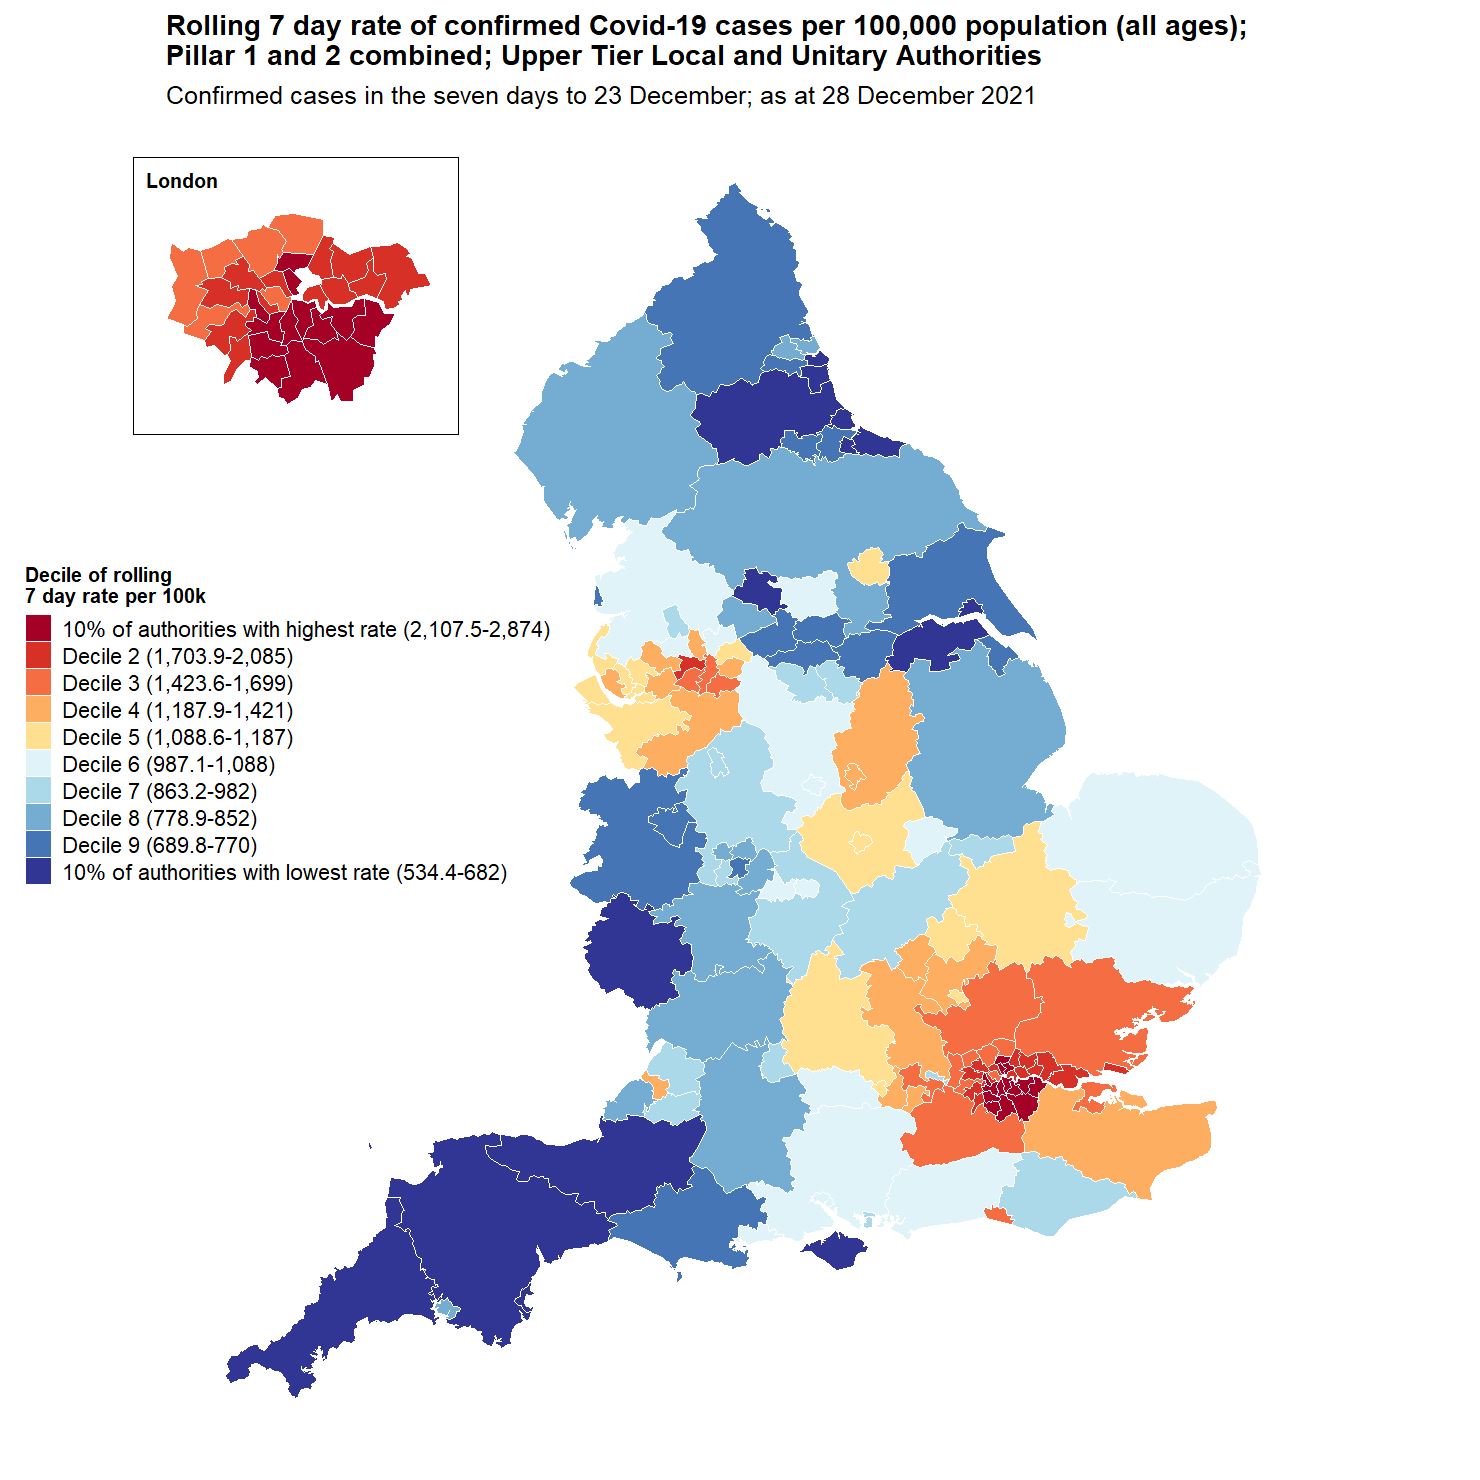 Rolling 7 day rate of confirmed Covid-19 cases per 100,000 population (all ages);
Pillar 1 and 2 combined; Upper Tier Local and Unitary Authorities
Confirmed cases in the seven days to 23 December; as at 28 December 2021
London
Decile of rolling
7 day rate per 100k
10% of authorities with highest rate (2,107.5-2,874)
Decile 2 (1,703.9-2,085)
Decile 3 (1,423.6-1,699)
Decile 4 (1,187.9-1,421)
Decile 5 (1,088.6-1,187)
Decile 6 (987.1-1,088)
Decile 7 (863.2-982)
Decile 8 (778.9-852)
Decile 9 (689.8-770)
10% of authorities with lowest rate (534.4-682)